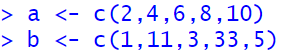 > a <- c(2,4,6,8,10)
> b <- c(1,11,3,33,5)